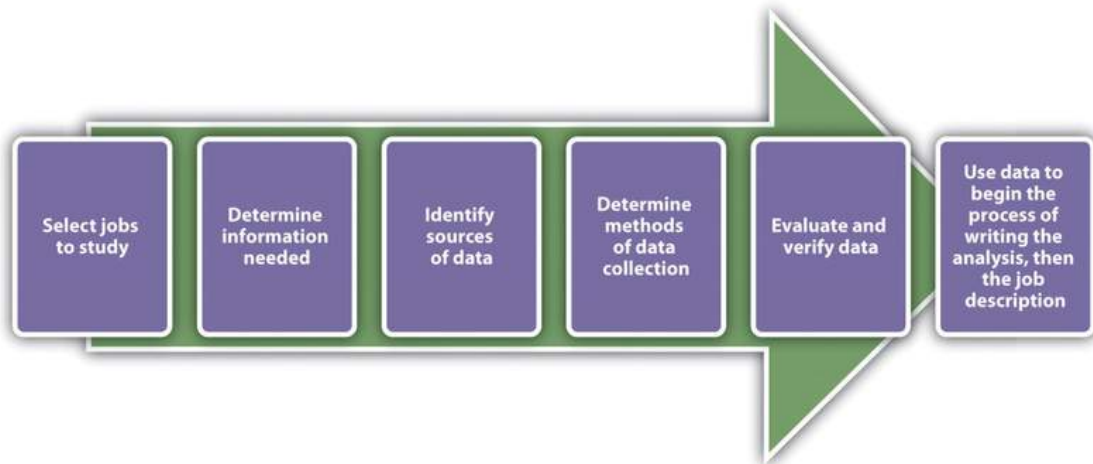 Select jobs
to study
Determine
information
needed
Identify
sources
of data
Determine
methods
of data
collection
Evaluate and
verify data
Use data to
begin the
process of
writing the
analysis, then
the job
description